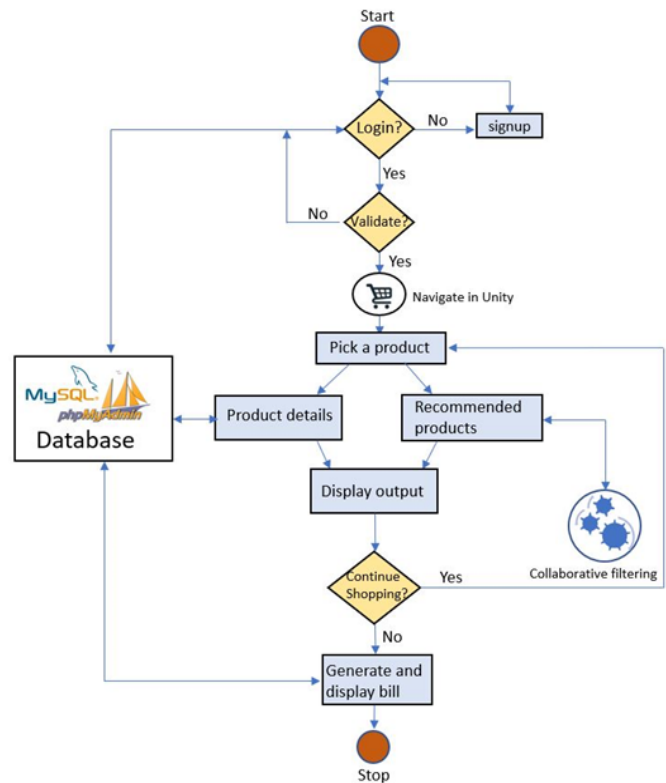 Start
Login?
No
signup
Yes
No
Validate?
Yes
Navigate in Unity
Pick a product
MySQL®
phpMyAdmin
Database
Product details
Recommended
products
Display output
Collaborative filtering
Continue
Shopping?
Yes
No
Generate and
display bill
Stop